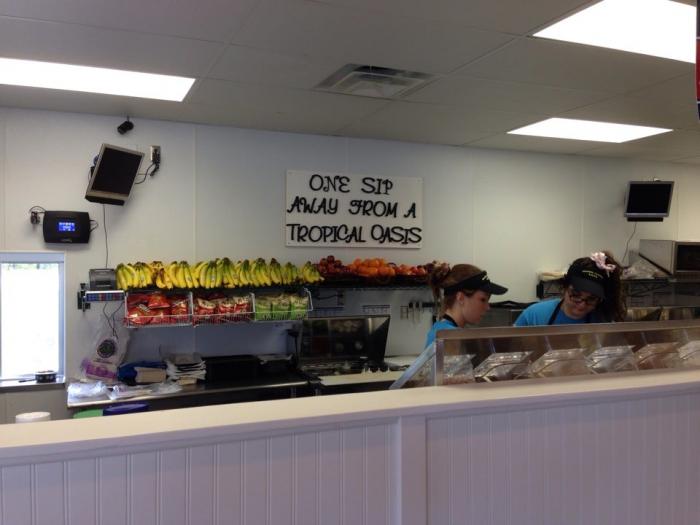 ONE SIP
AWAY FROM A
TROPICAL OASIS